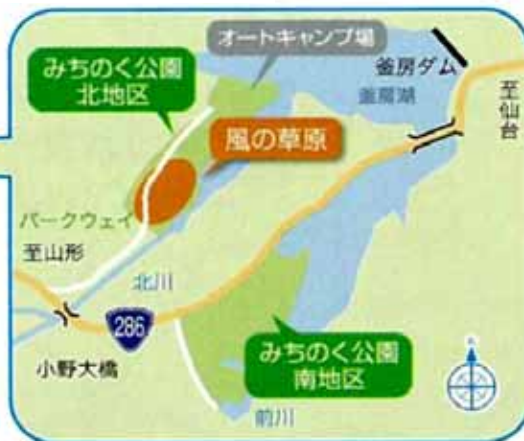 オートキャンプ場
みちのく公園
北地区
釜房ダム
釜房湖
至仙台
風の草原
パークウェイ
至山形
北川
286
小野大橋
みちのく公園
南地区
前川